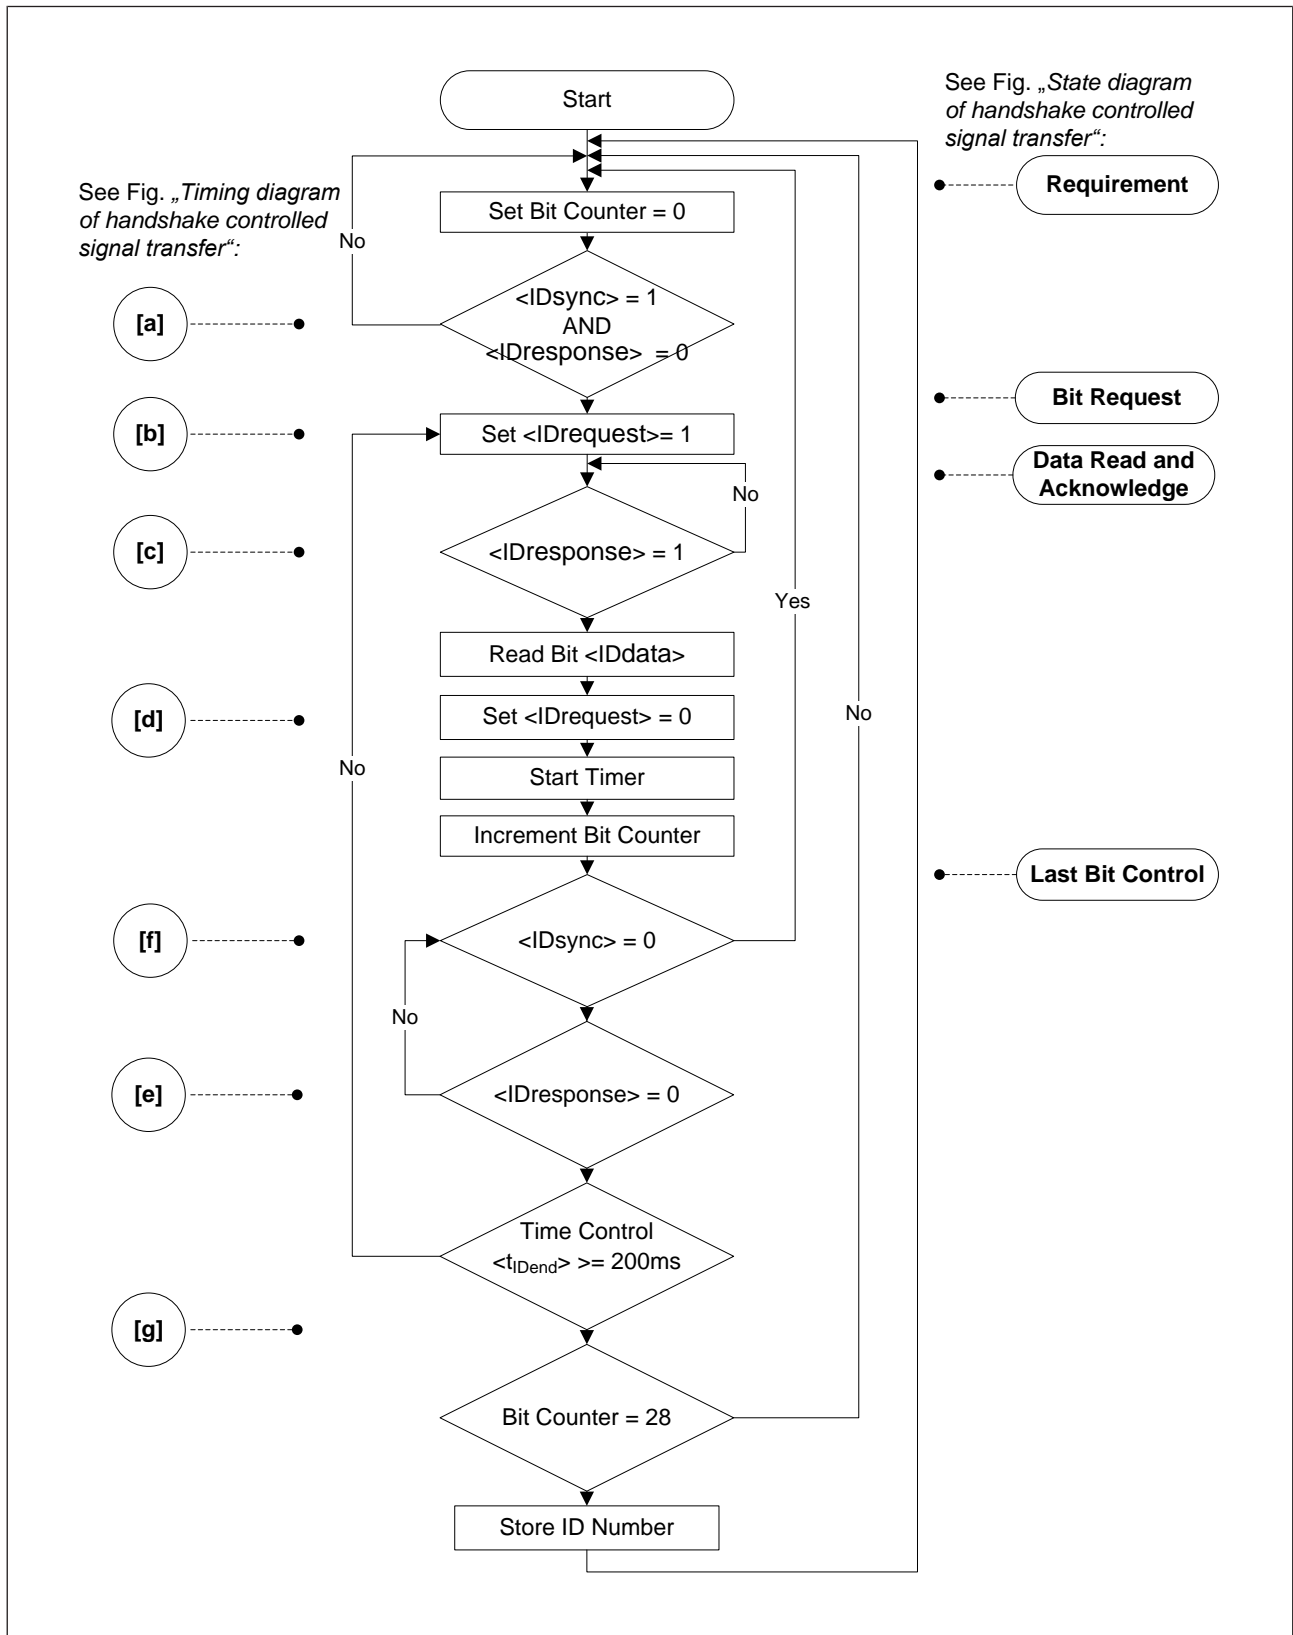 Start
See Fig. „State diagram
of handshake controlled
signal transfer“:
Requirement
See Fig. „Timing diagram
of handshake controlled
signal transfer“:
Set Bit Counter = 0
No
[a]
<IDsync> = 1
AND
<IDresponse> = 0
Bit Request
[b]
Set <IDrequest>= 1
Data Read and
Acknowledge
No
[c]
<IDresponse> = 1
Yes
Read Bit <IDdata>
[d]
Set <IDrequest> = 0
No
No
Start Timer
Increment Bit Counter
Last Bit Control
[f]
<IDsync> = 0
No
[e]
<IDresponse> = 0
Time Control
<tIDend> >= 200ms
[g]
Bit Counter = 28
Store ID Number